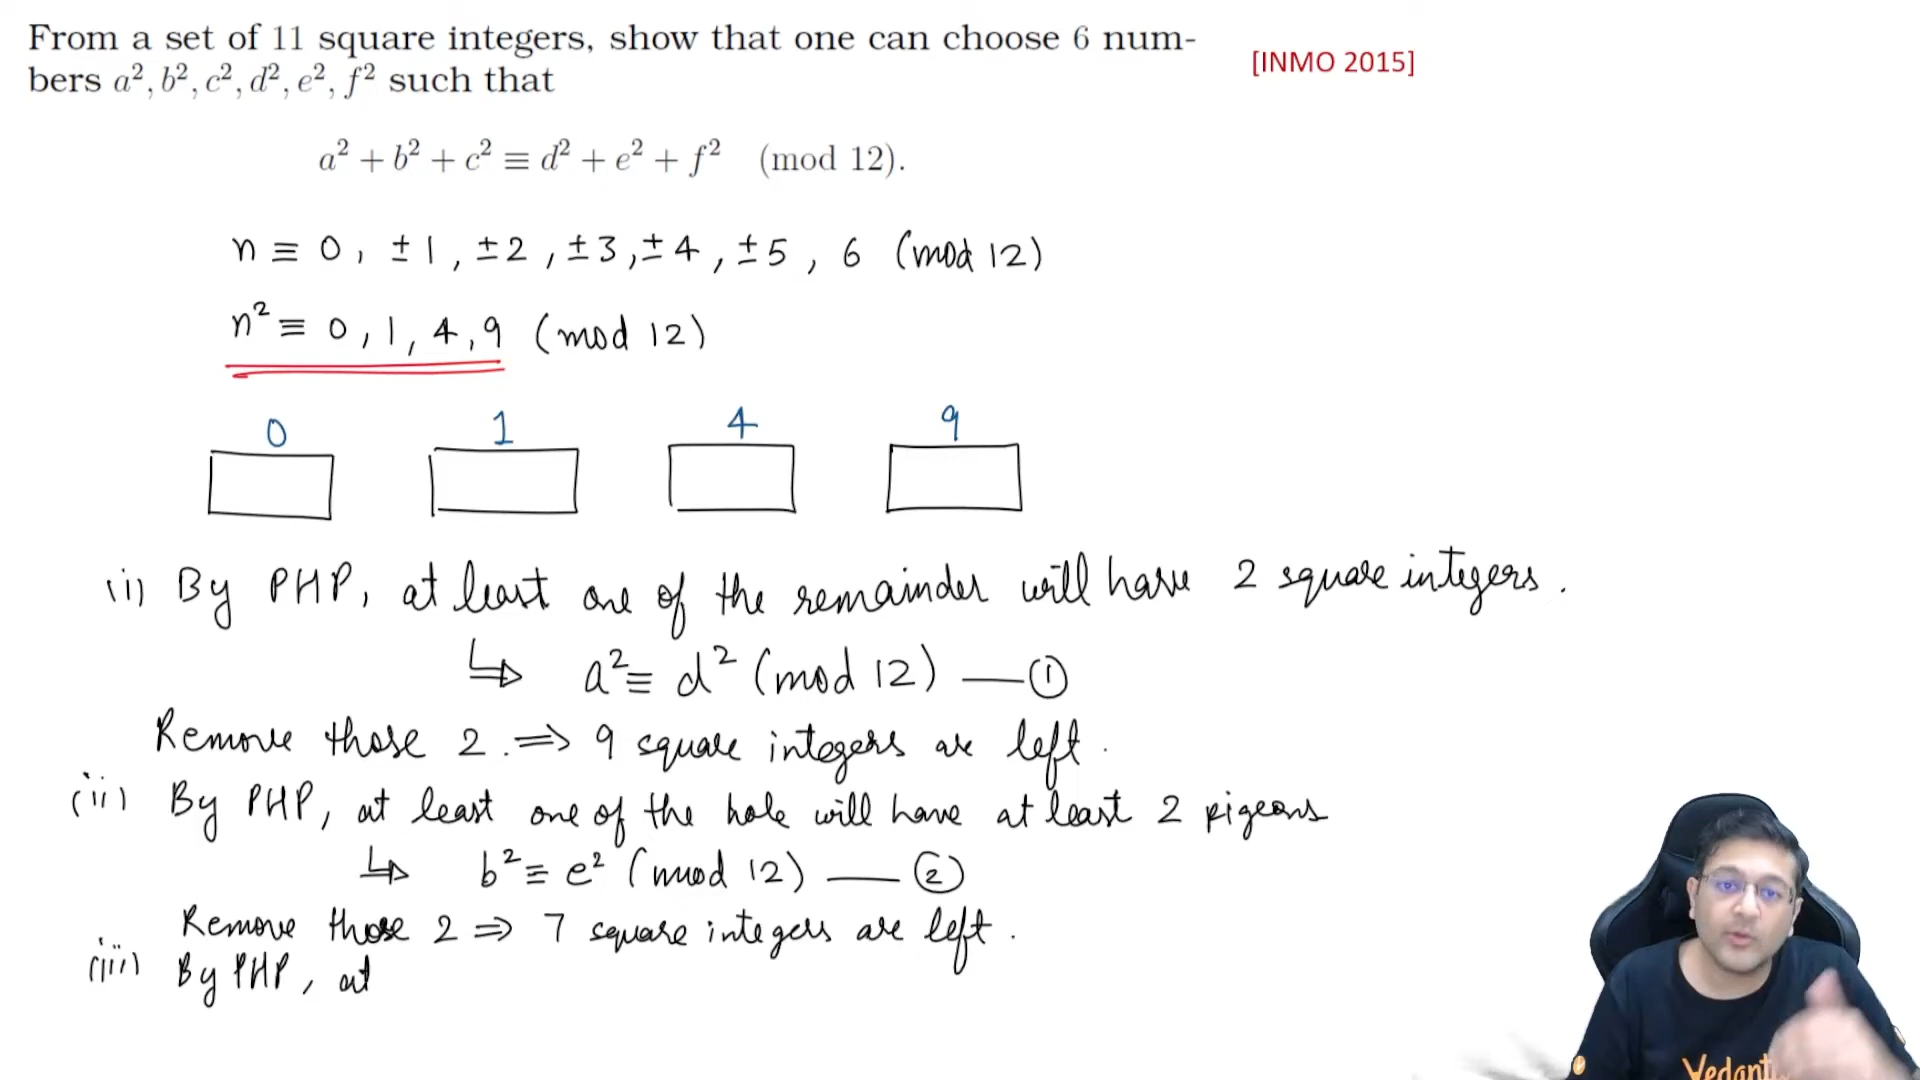 From a set of 11 square integers, show that one can choose 6 num-
bers a², b², c², d², e², f² such that
[INMO 2015]
a² + b² + c² ≡ d² + e² + f² (mod 12).
n ≡ 0, ±1, ±2, ±3, ±4, ±5, 6 (mod 12)
n² ≡ 0, 1, 4, 9 (mod 12)
0 1 4 9
(i) By PHP, at least one of the remainder will have 2 square integers.
↳ a² ≡ d² (mod 12) —①
Remove those 2. ⇒ 9 square integers are left.
(ii) By PHP, at least one of the hole will have at least 2 pigeons
↳ b² ≡ e² (mod 12) —②
Remove those 2 ⇒ 7 square integers are left.
(iii) By PHP, at